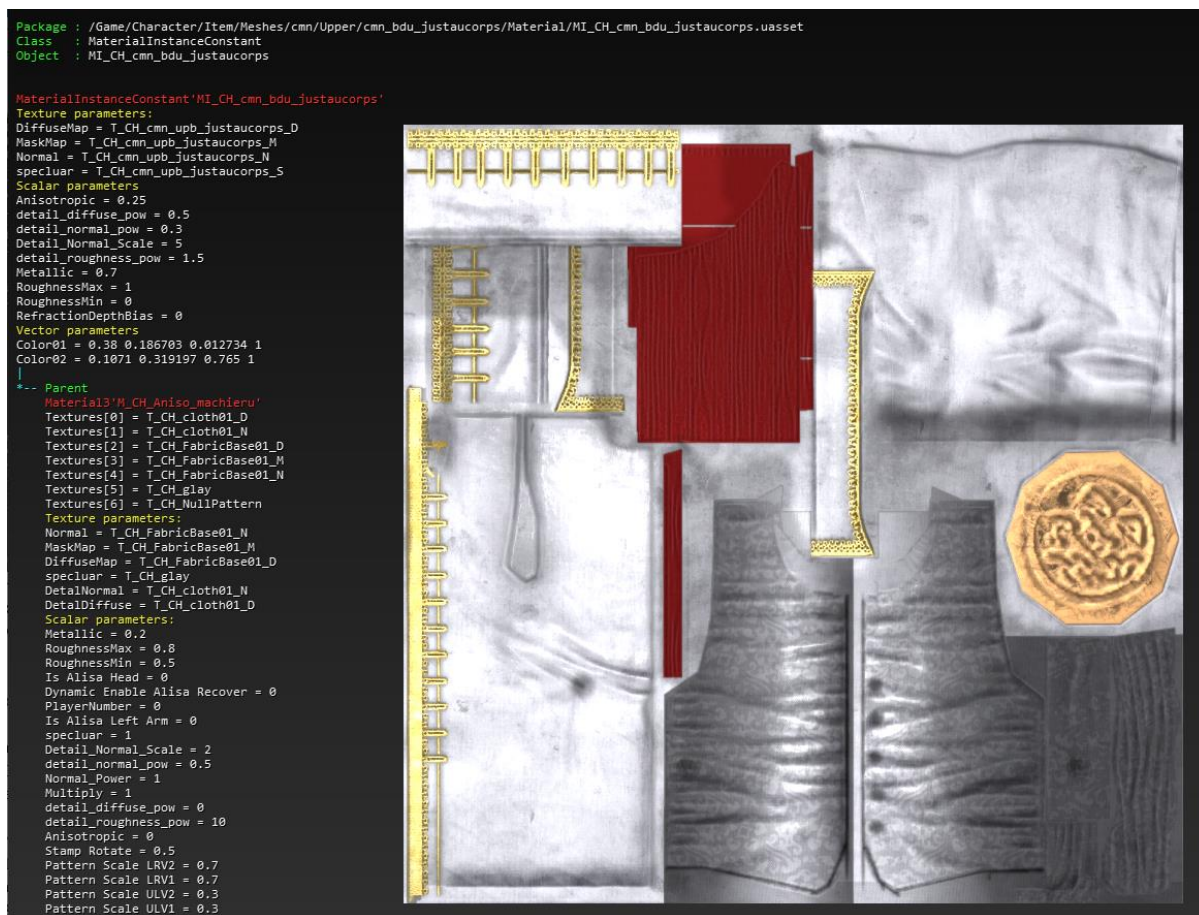 Package : /Game/Character/Item/Meshes/cmn/Upper/cmn_bdu_justaucorps/Material/MI_CH_cmn_bdu_justaucorps.uasset
Class : MaterialInstanceConstant
Object : MI_CH_cmn_bdu_justaucorps
MaterialInstanceConstant'MI_CH_cmn_bdu_justaucorps'
Texture parameters:
DiffuseMap = T_CH_cmn_upb_justaucorps_D
MaskMap = T_CH_cmn_upb_justaucorps_M
Normal = T_CH_cmn_upb_justaucorps_N
specluar = T_CH_cmn_upb_justaucorps_S
Scalar parameters
Anisotropic = 0.25
detail_diffuse_pow = 0.5
detail_normal_pow = 0.3
Detail_Normal_Scale = 5
detail_roughness_pow = 1.5
Metallic = 0.7
RoughnessMax = 1
RoughnessMin = 0
RefractionDepthBias = 0
Vector parameters
Color01 = 0.38 0.186703 0.012734 1
Color02 = 0.1071 0.319197 0.765 1
|
*-- Parent
Material3'M_CH_Aniso_machieru'
Textures[0] = T_CH_cloth01_D
Textures[1] = T_CH_cloth01_N
Textures[2] = T_CH_FabricBase01_D
Textures[3] = T_CH_FabricBase01_M
Textures[4] = T_CH_FabricBase01_N
Textures[5] = T_CH_glay
Textures[6] = T_CH_NullPattern
Texture parameters:
Normal = T_CH_FabricBase01_N
MaskMap = T_CH_FabricBase01_M
DiffuseMap = T_CH_FabricBase01_D
specluar = T_CH_glay
DetalNormal = T_CH_cloth01_N
DetalDiffuse = T_CH_cloth01_D
Scalar parameters:
Metallic = 0.2
RoughnessMax = 0.8
RoughnessMin = 0.5
Is Alisa Head = 0
Dynamic Enable Alisa Recover = 0
PlayerNumber = 0
Is Alisa Left Arm = 0
specluar = 1
Detail_Normal_Scale = 2
detail_normal_pow = 0.5
Normal_Power = 1
Multiply = 1
detail_diffuse_pow = 0
detail_roughness_pow = 10
Anisotropic = 0
Stamp Rotate = 0.5
Pattern Scale LRV2 = 0.7
Pattern Scale LRV1 = 0.7
Pattern Scale ULV2 = 0.3
Pattern Scale ULV1 = 0.3